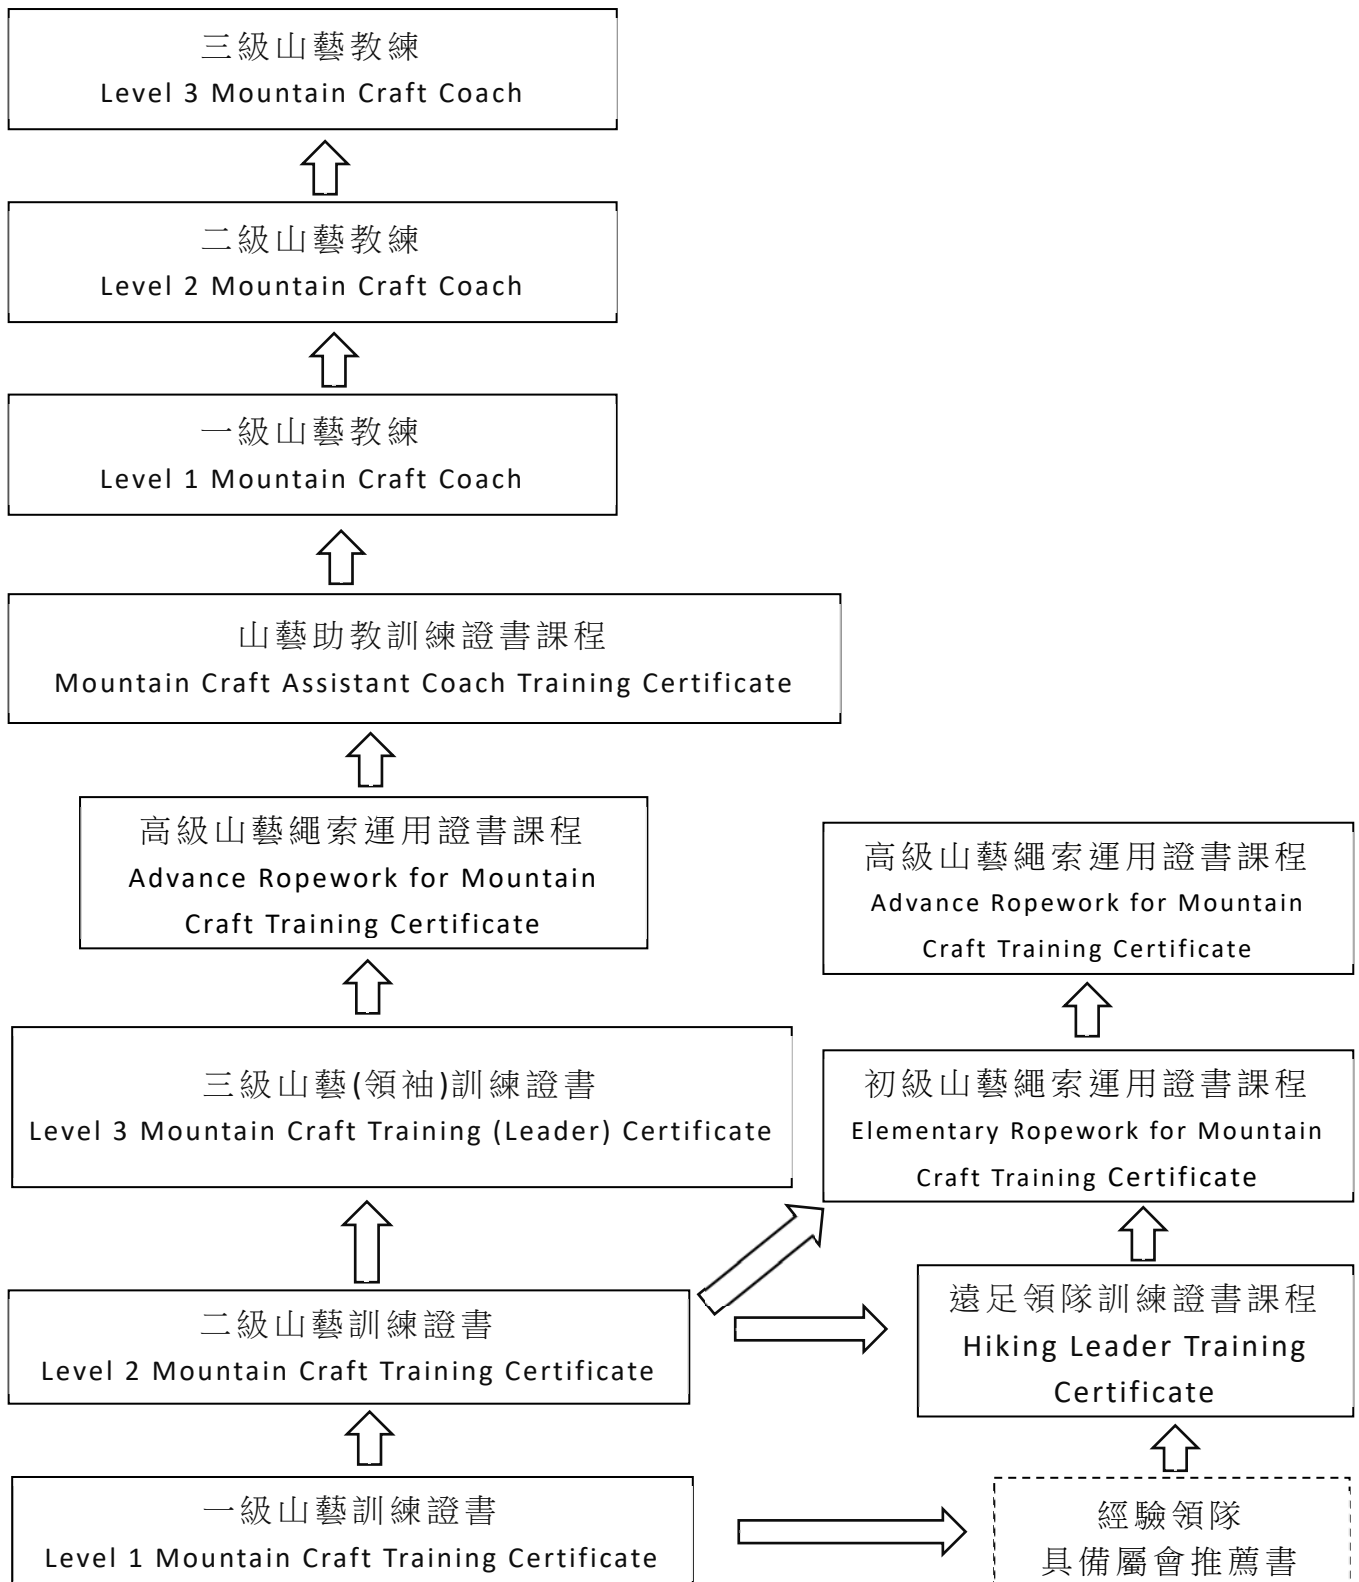 三級山藝教練
Level 3 Mountain Craft Coach
二級山藝教練
Level 2 Mountain Craft Coach
一級山藝教練
Level 1 Mountain Craft Coach
山藝助教訓練證書課程
Mountain Craft Assistant Coach Training Certificate
高級山藝繩索運用證書課程
Advance Ropework for Mountain
Craft Training Certificate
高級山藝繩索運用證書課程
Advance Ropework for Mountain
Craft Training Certificate
三級山藝(領袖)訓練證書
Level 3 Mountain Craft Training (Leader) Certificate
初級山藝繩索運用證書課程
Elementary Ropework for Mountain
Craft Training Certificate
二級山藝訓練證書
Level 2 Mountain Craft Training Certificate
遠足領隊訓練證書課程
Hiking Leader Training
Certificate
一級山藝訓練證書
Level 1 Mountain Craft Training Certificate
經驗領隊
具備屬會推薦書